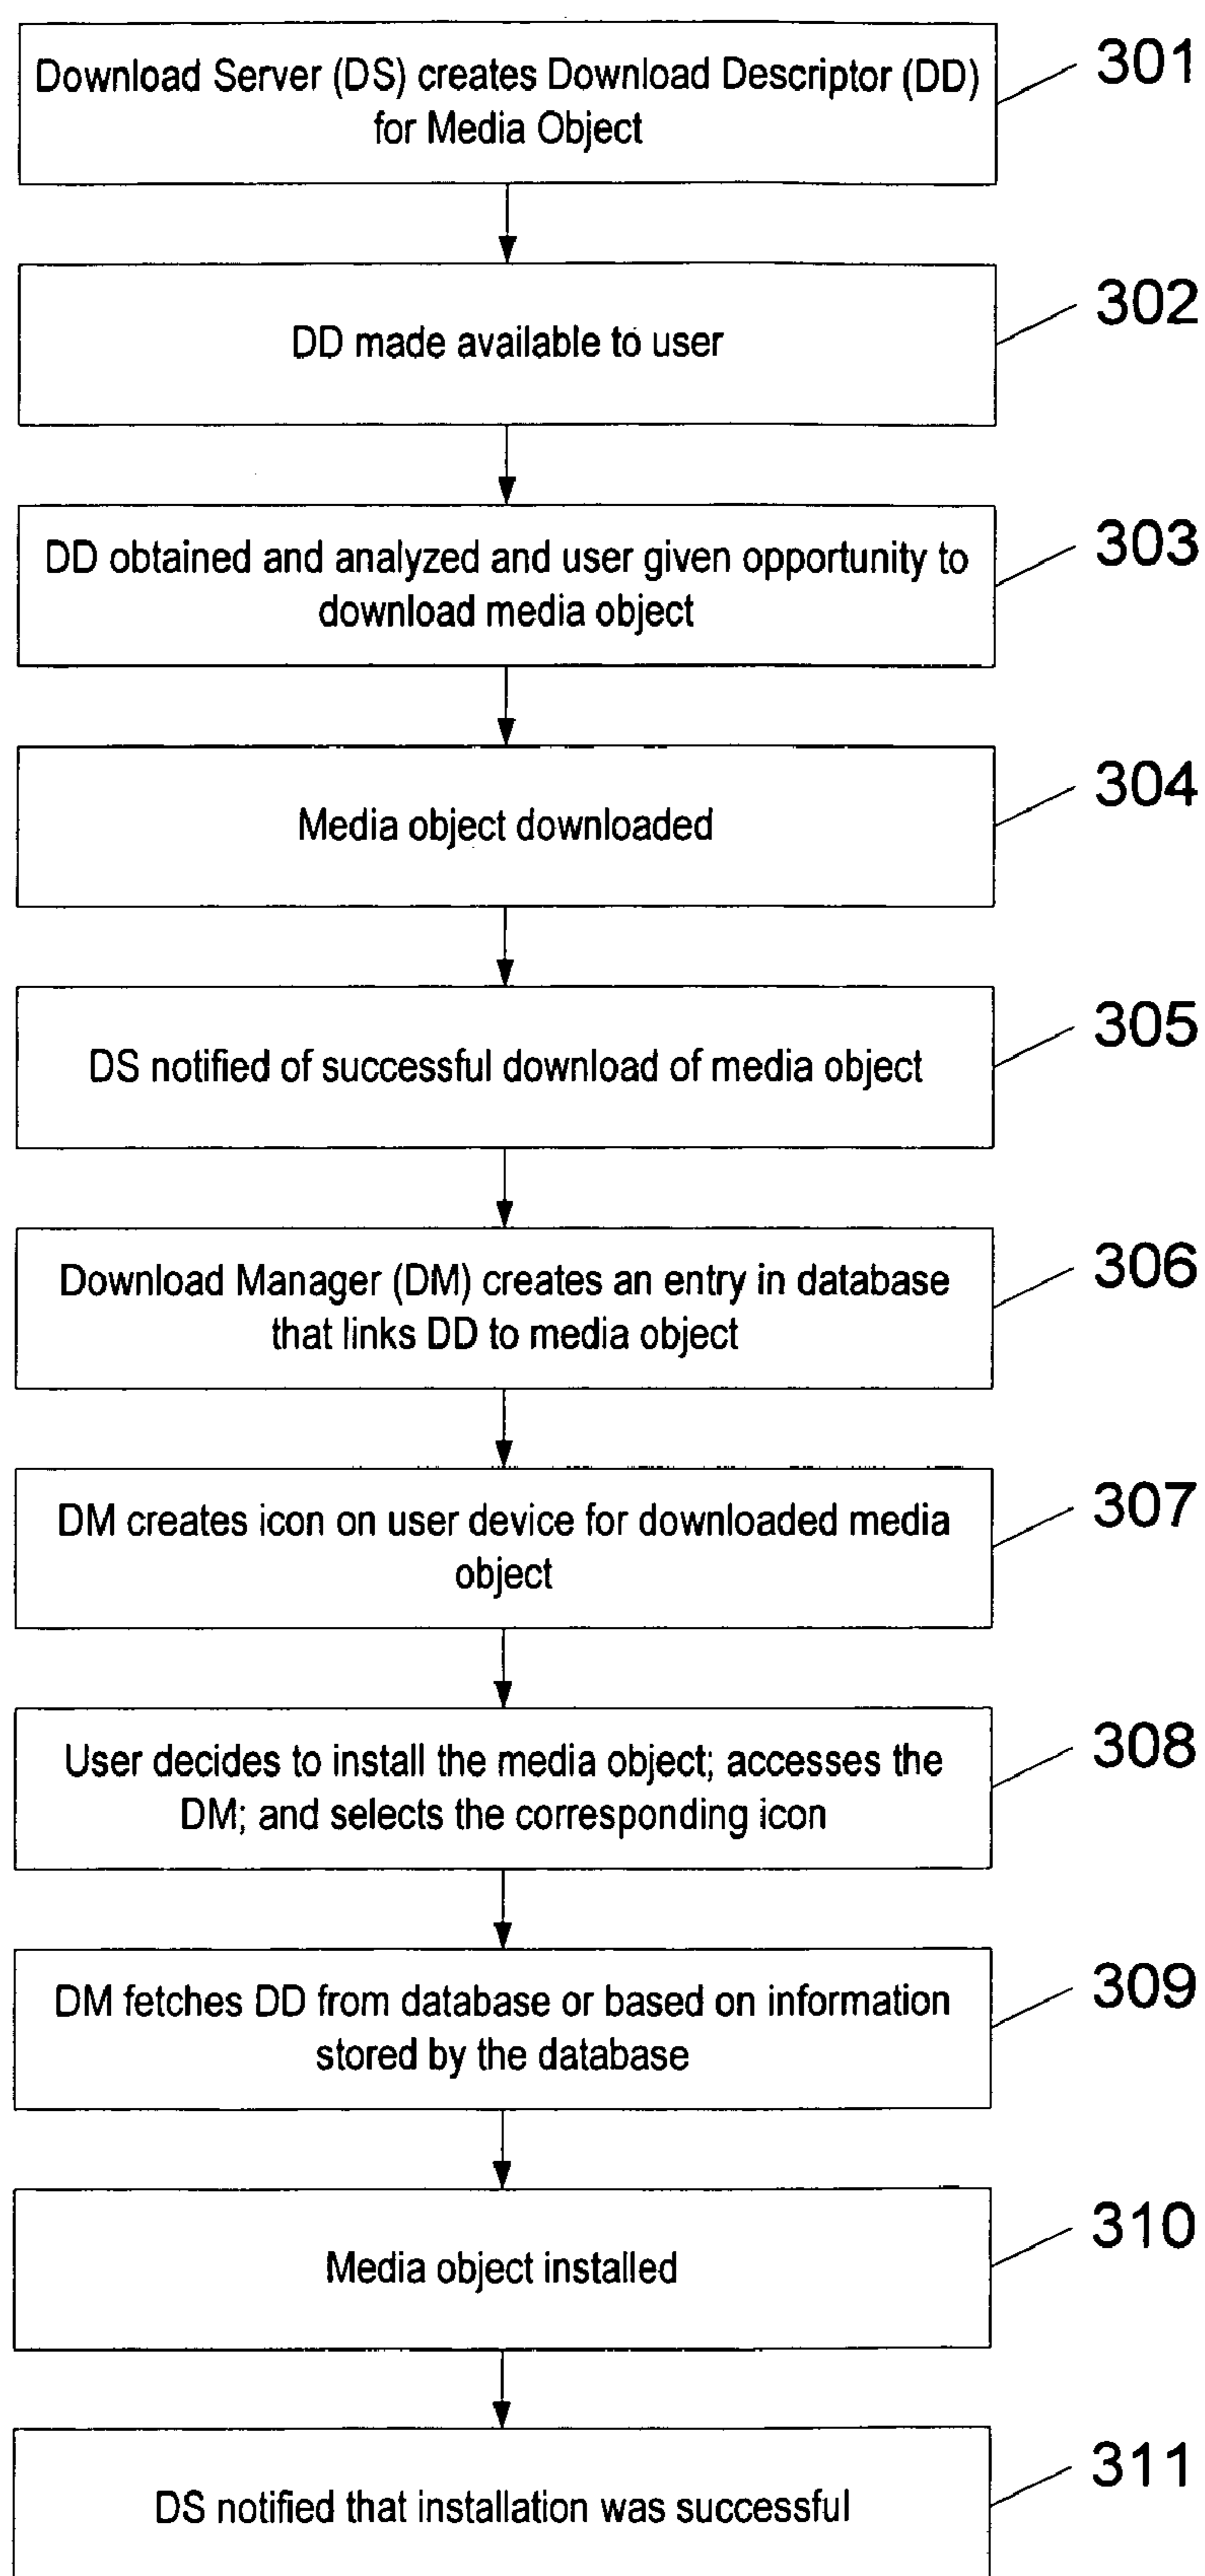 Download Server (DS) creates Download Descriptor (DD)
for Media Object
301
DD made available to user
302
DD obtained and analyzed and user given opportunity to
download media object
303
Media object downloaded
304
DS notified of successful download of media object
305
Download Manager (DM) creates an entry in database
that links DD to media object
306
DM creates icon on user device for downloaded media
object
307
User decides to install the media object; accesses the
DM; and selects the corresponding icon
308
DM fetches DD from database or based on information
stored by the database
309
Media object installed
310
DS notified that installation was successful
311